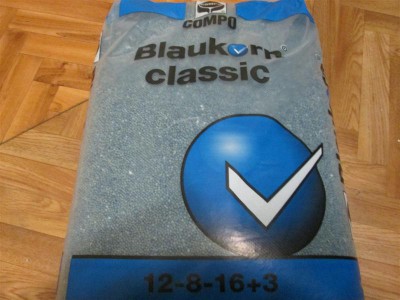 COMPO
Blaukorn®
classic
12-8-16+3